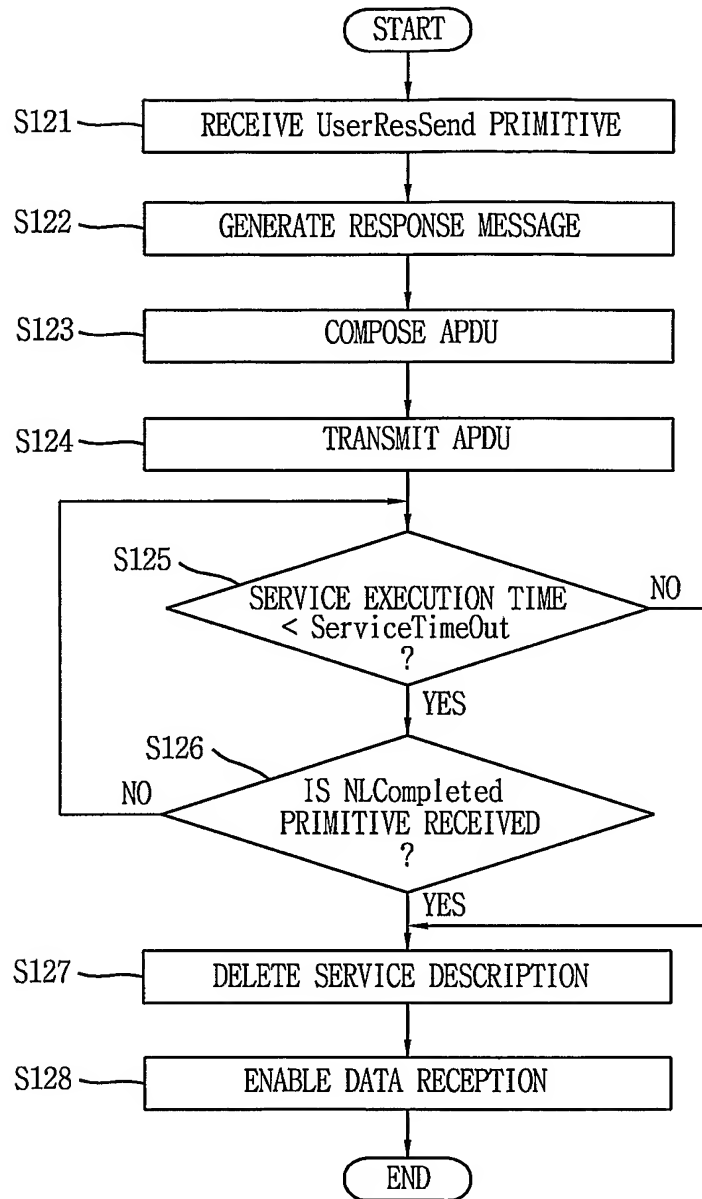 START
S121
RECEIVE UserResSend PRIMITIVE
S122
GENERATE RESPONSE MESSAGE
S123
COMPOSE APDU
S124
TRANSMIT APDU
S125
SERVICE EXECUTION TIME
< ServiceTimeOut
?
NO
YES
S126
IS NLCompleted
PRIMITIVE RECEIVED
?
NO
YES
S127
DELETE SERVICE DESCRIPTION
S128
ENABLE DATA RECEPTION
END